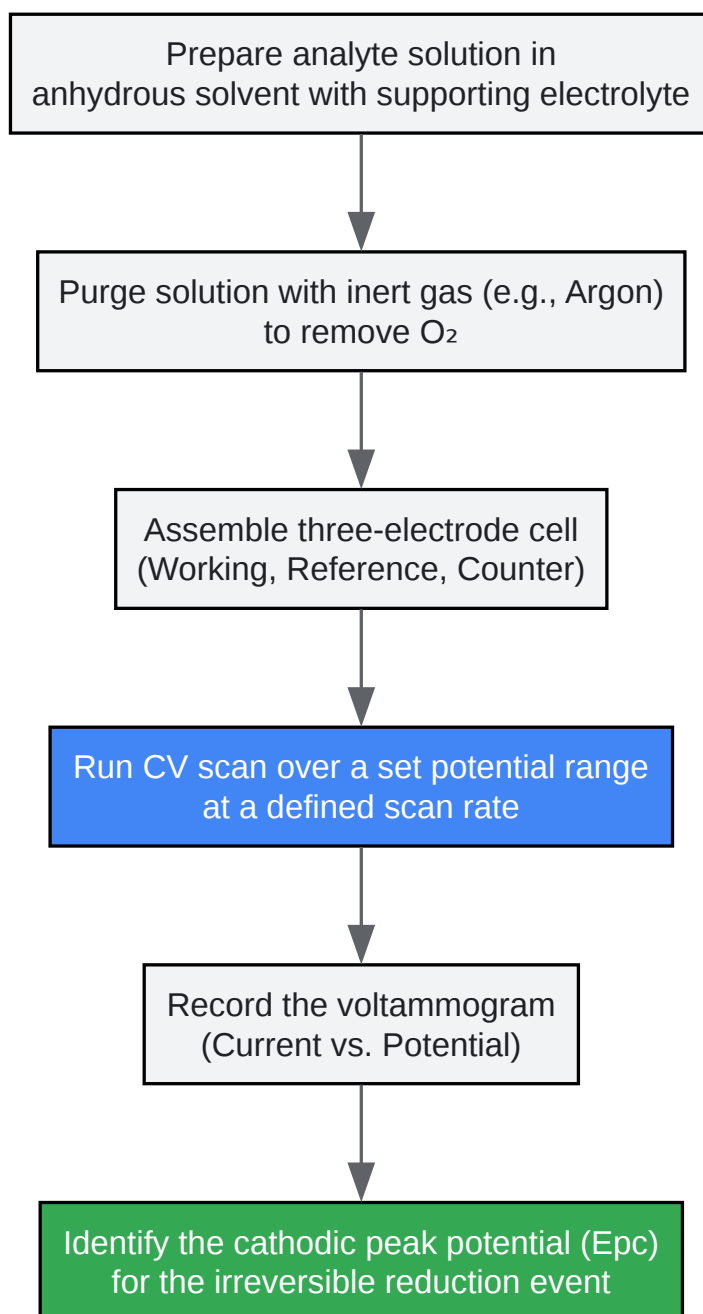 Prepare analyte solution in
anhydrous solvent with supporting electrolyte
Purge solution with inert gas (e.g., Argon)
to remove O₂
Assemble three-electrode cell
(Working, Reference, Counter)
Run CV scan over a set potential range
at a defined scan rate
Record the voltammogram
(Current vs. Potential)
Identify the cathodic peak potential (Epc)
for the irreversible reduction event